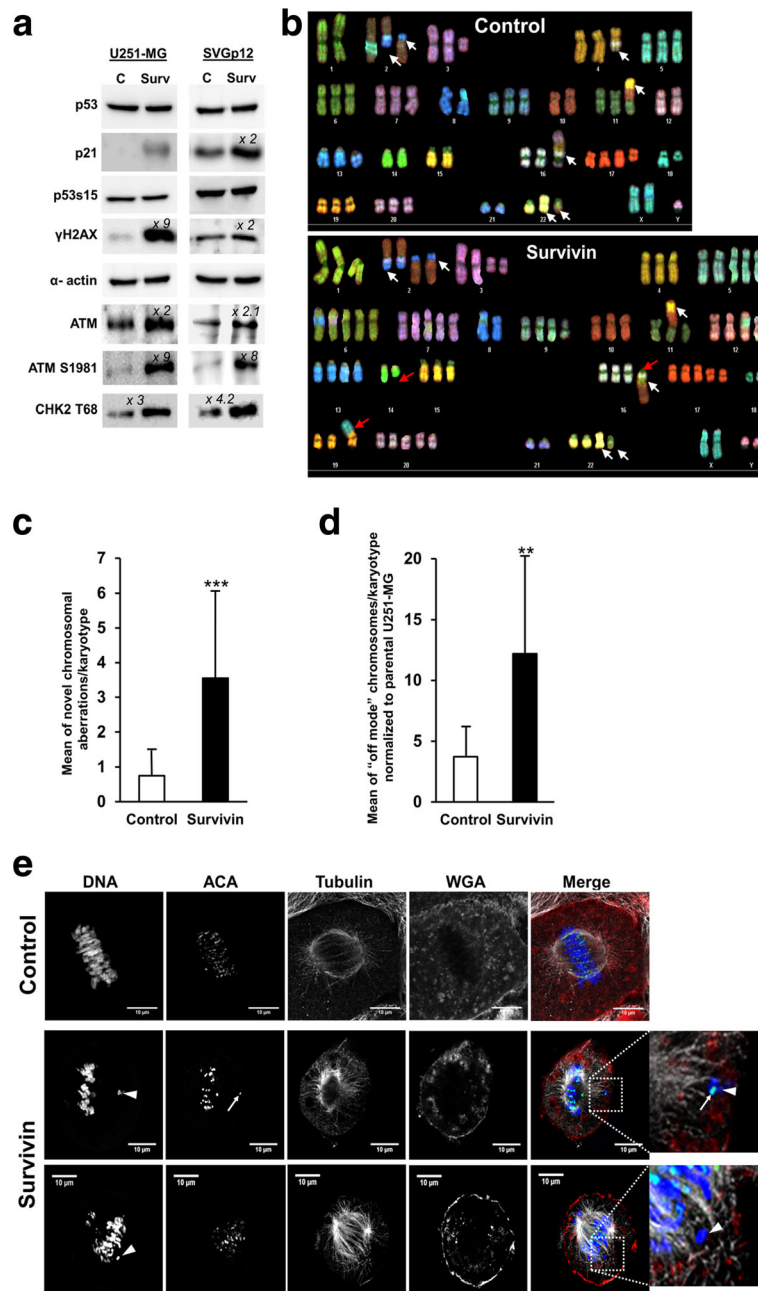 a
U251-MG SVGp12
C Surv C Surv
p53
p21 x 2
p53s15
γH2AX x 9 x 2
α- actin
ATM x 2 x 2.1
ATM S1981 x 9 x 8
CHK2 T68 x 3 x 4.2
b
Control
1 2 3 4 5
6 7 8 9 10 11 12
13 14 15 16 17 18
19 20 21 22 X Y
Survivin
1 2 3 4 5
6 7 8 9 10 11 12
13 14 15 16 17 18
19 20 21 22 X Y
c
Mean of novel chromosomal
aberrations/karyotype
7
6
5
4
3
2
1
0
***
Control Survivin
d
Mean of "off mode" chromosomes/karyotype
normalized to parental U251-MG
20
15
10
5
0
**
Control Survivin
e
DNA ACA Tubulin WGA Merge
Control
10 μm 10 μm 10 μm 10 μm 10 μm
Survivin
10 μm 10 μm 10 μm 10 μm 10 μm
10 μm 10 μm 10 μm 10 μm 10 μm